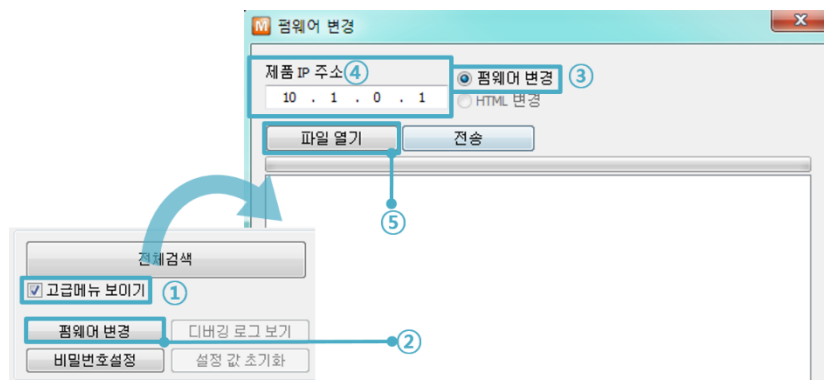 M 펌웨어 변경
x
제품 IP 주소 ④
펌웨어 변경 ③
10 . 1 . 0 . 1
HTML 변경
파일 열기
전송
⑤
전체검색
고급메뉴 보이기 ①
펌웨어 변경
디버깅 로그 보기
②
비밀번호설정
설정 값 초기화